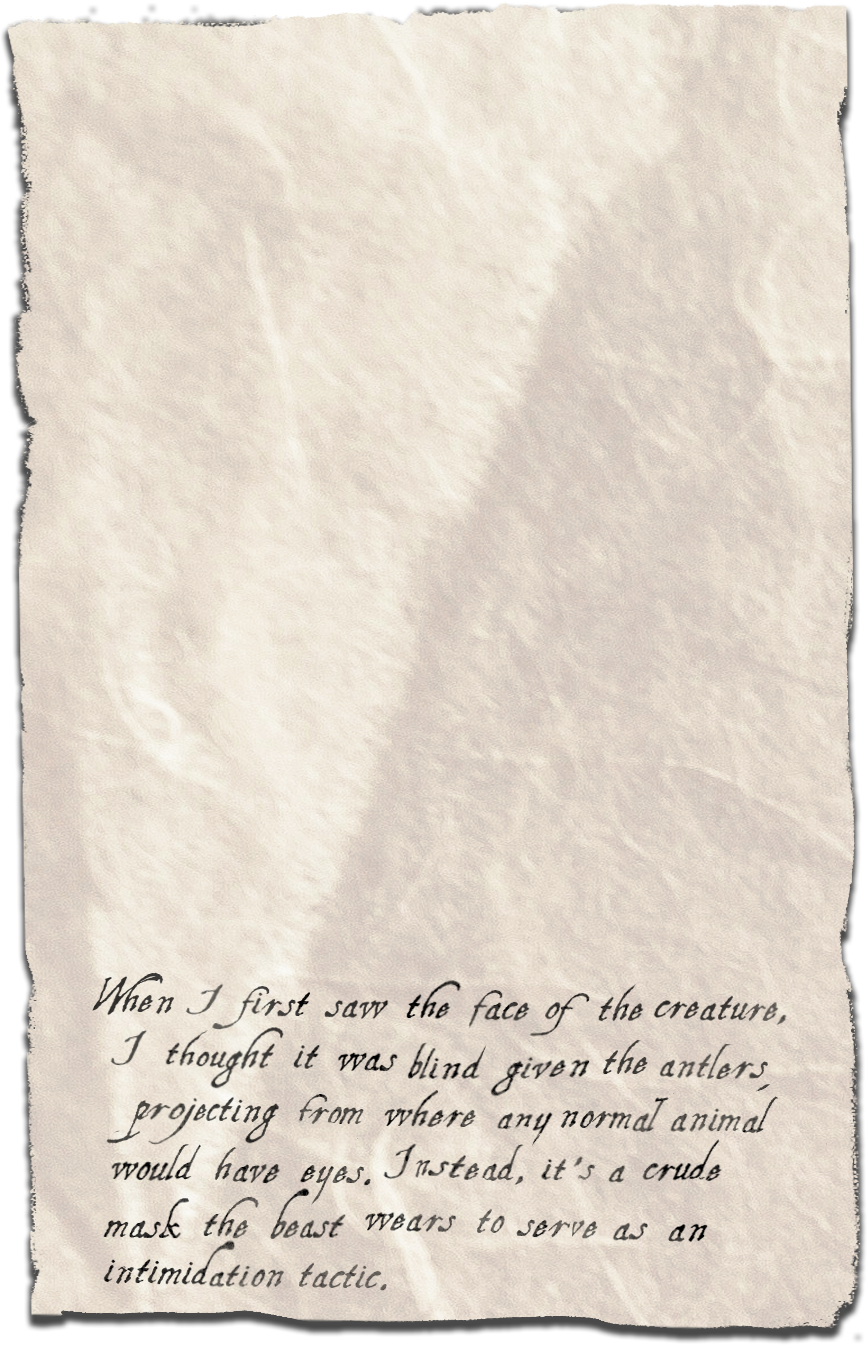 When I first saw the face of the creature,
I thought it was blind given the antlers,
projecting from where any normal animal
would have eyes. Instead, it's a crude
mask the beast wears to serve as an
intimidation tactic.